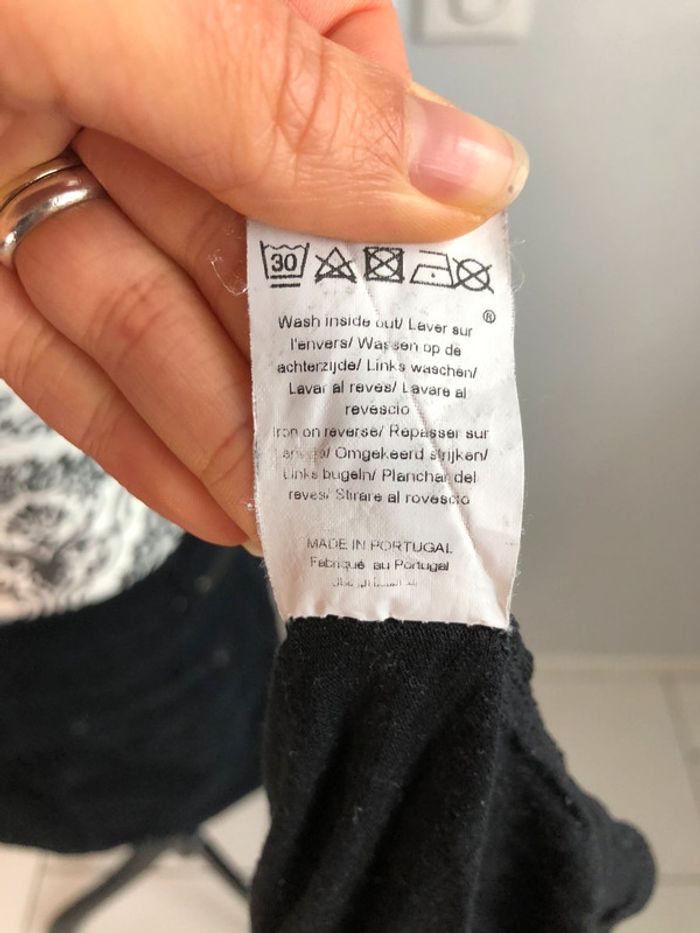 30
®
Wash inside out/ Laver sur
l'envers/ Wassen op de
achterzijde/ Links waschen/
Lavar al reves/ Lavare al
revescio
Iron on reverse/ Repasser sur
Omgekeerd strijken/
Links bugeln/ Planchar del
reves/ Stirare al rovescio
MADE IN PORTUGAL
Fabriqué au Portugal